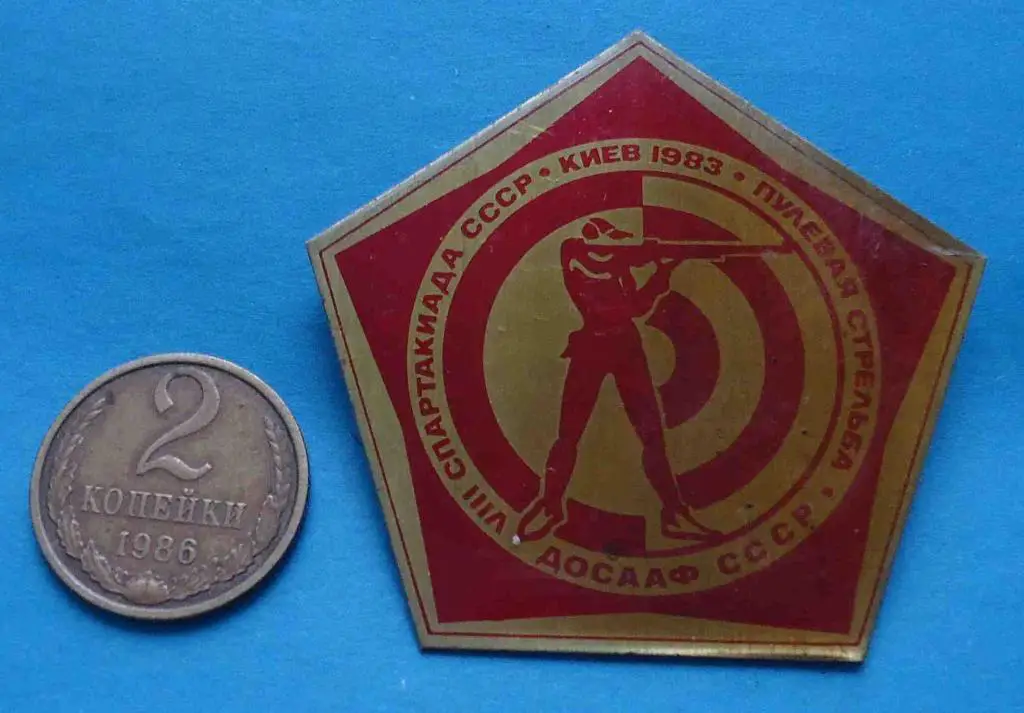 2
КОПЕЙКИ
1986
VIII СПАРТАКИАДА СССР • КИЕВ 1983 • ПУЛЕВАЯ СТРЕЛЬБА •
ДОСААФ СССР